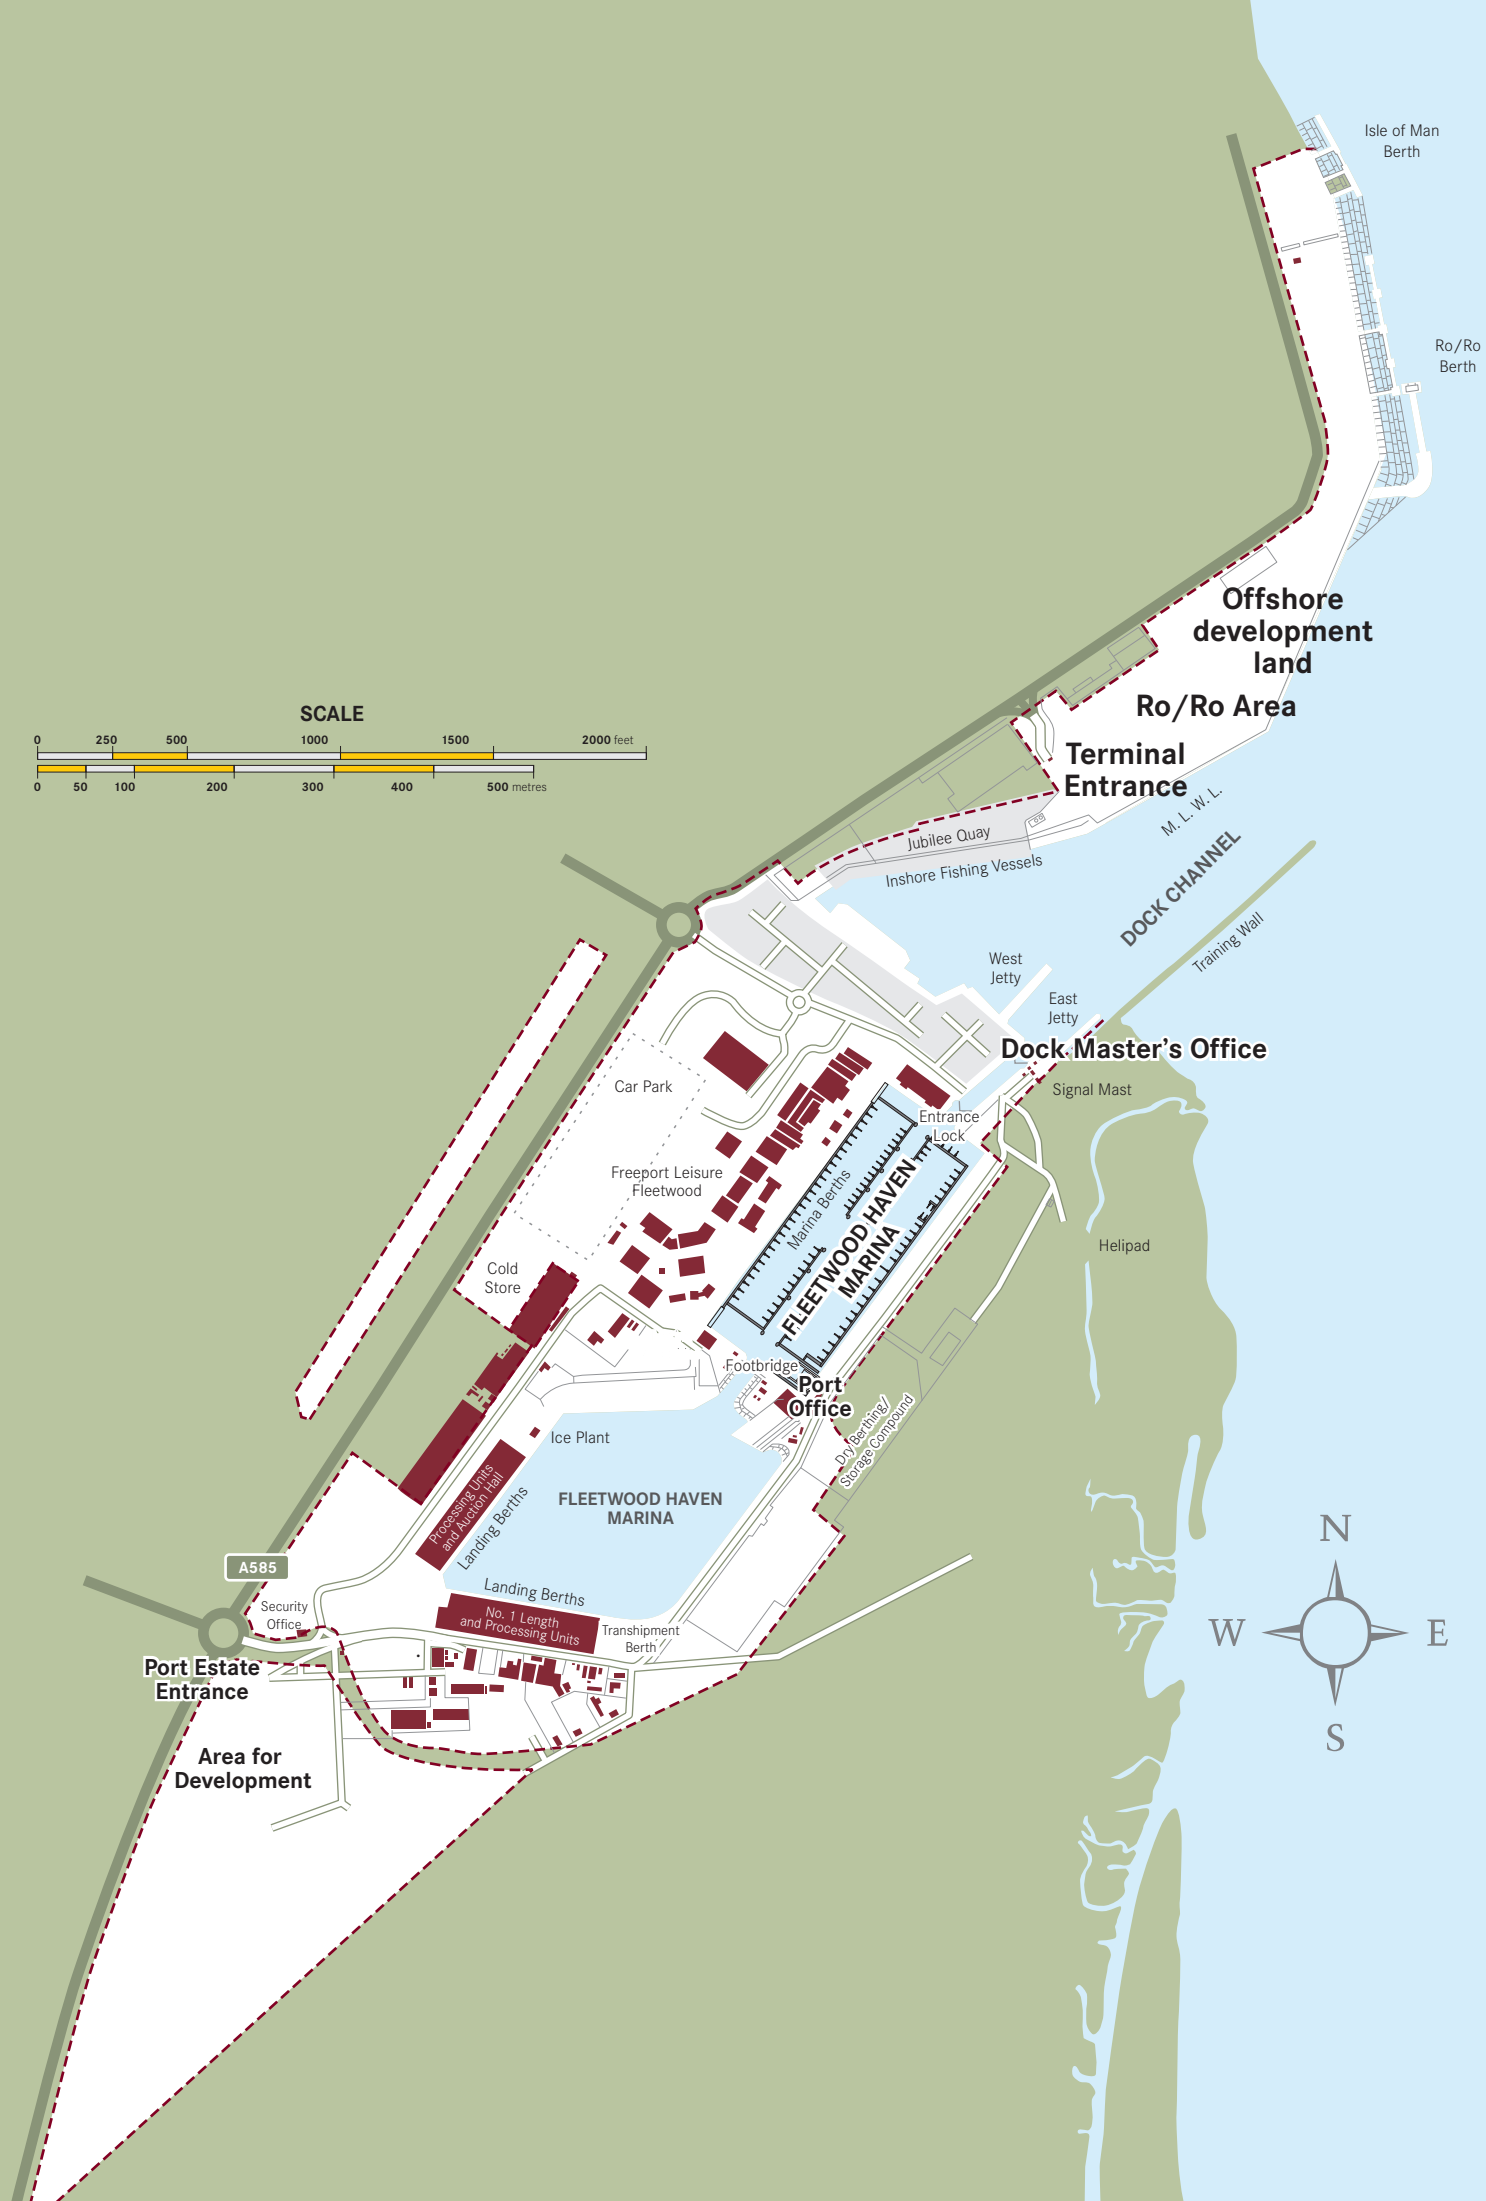 Isle of Man
Berth
Ro/Ro
Berth
Offshore
development
land
Ro/Ro Area
Terminal
Entrance
SCALE
0 250 500 1000 1500 2000 feet
0 50 100 200 300 400 500 metres
M. L. W. L.
Jubilee Quay
Inshore Fishing Vessels
DOCK CHANNEL
Training Wall
West
Jetty
East
Jetty
Dock Master's Office
Signal Mast
Car Park
Entrance
Lock
Freeport Leisure
Fleetwood
Marina Berths
FLEETWOOD HAVEN
MARINA
Helipad
Cold
Store
Footbridge
Port
Office
Dry Berthing/
Storage Compound
Ice Plant
Processing Units
and Auction Hall
Landing Berths
FLEETWOOD HAVEN
MARINA
A585
Landing Berths
No. 1 Length
and Processing Units
Security
Office
Transhipment
Berth
Port Estate
Entrance
Area for
Development
N
W E
S